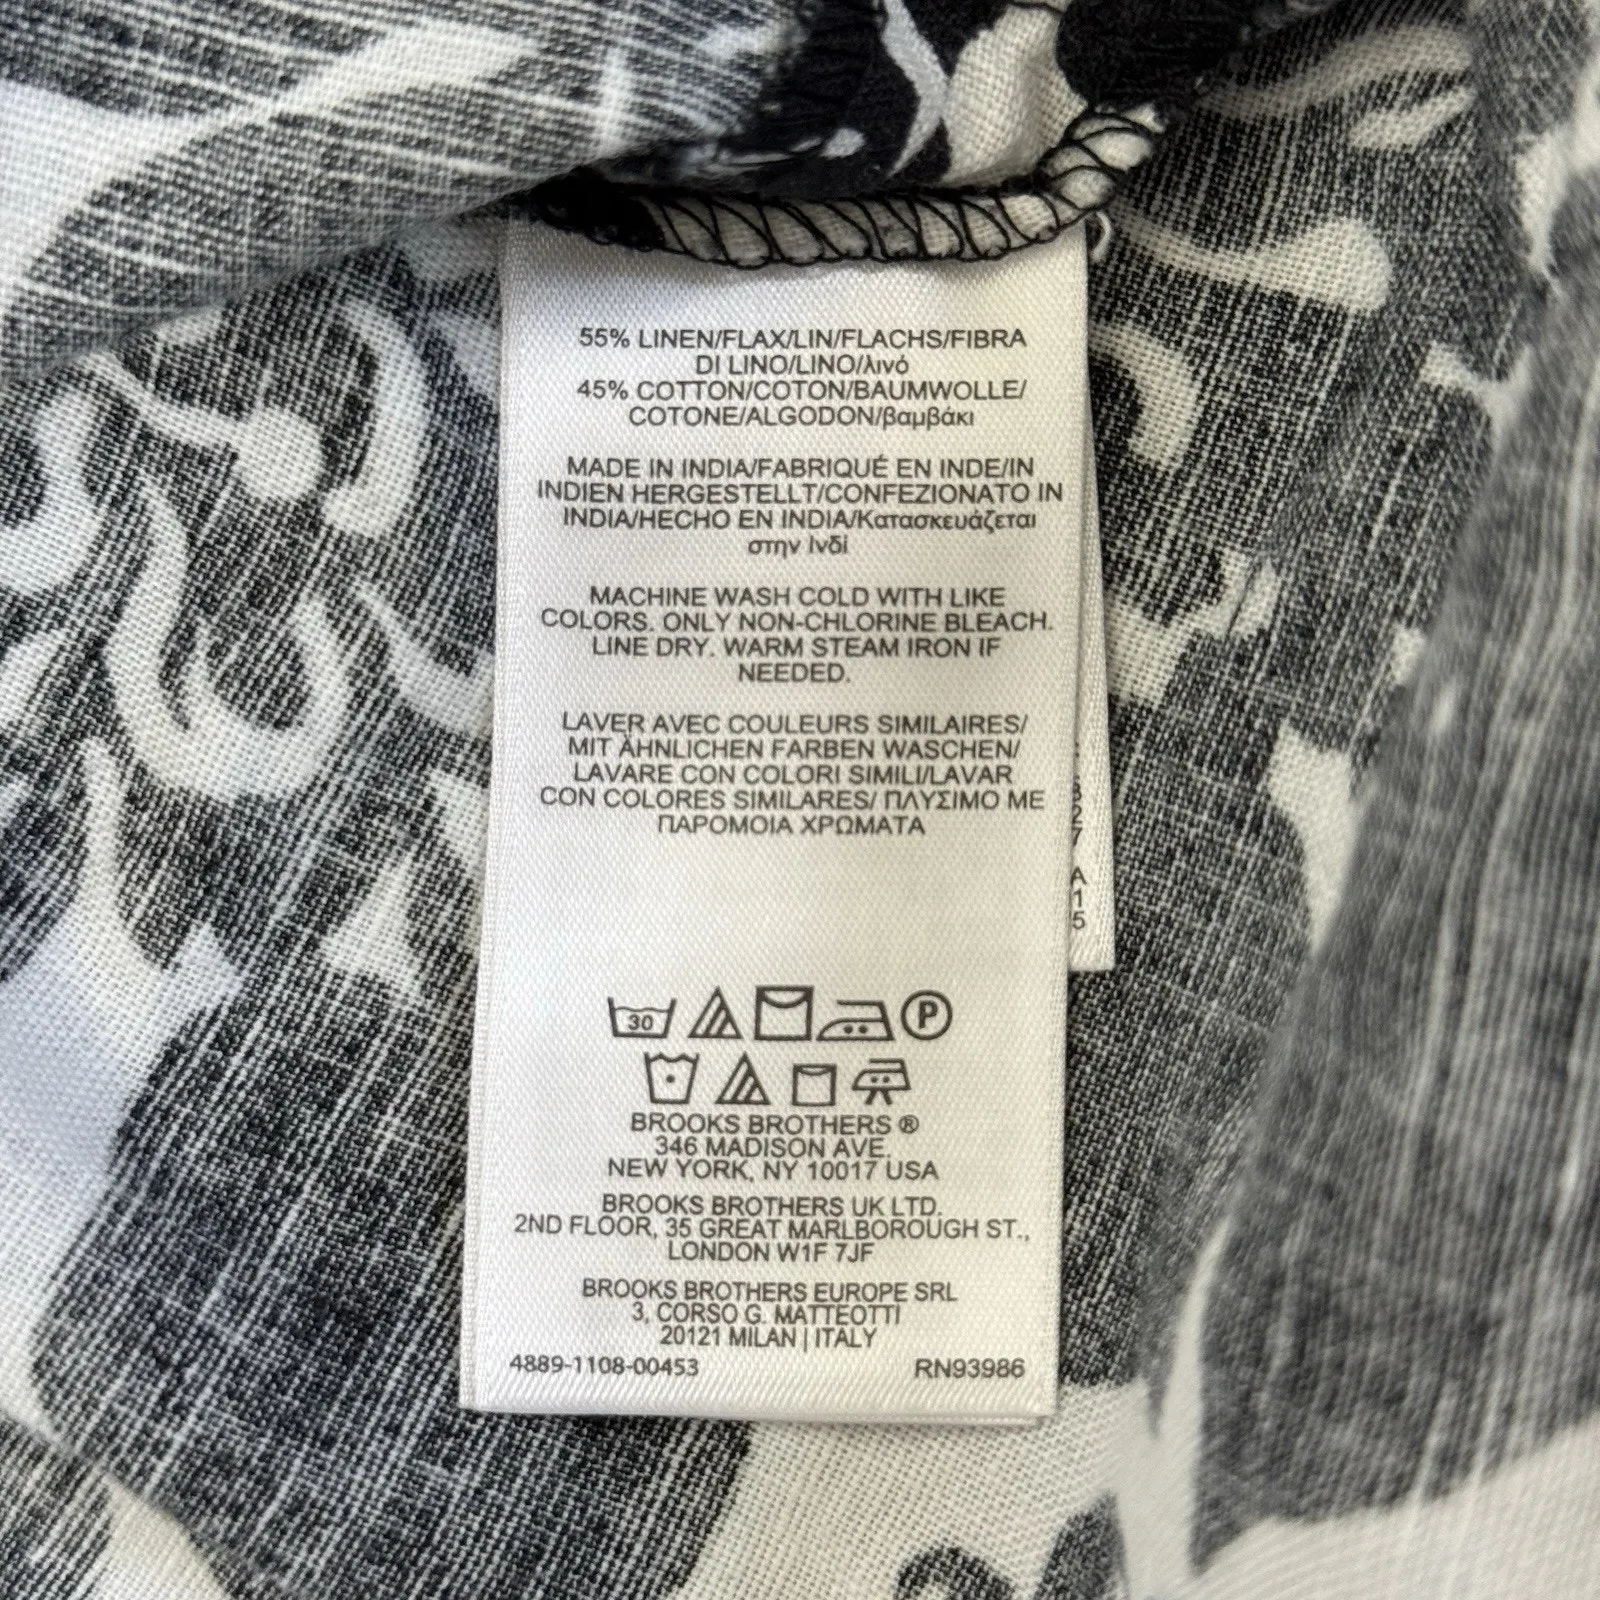 55% LINEN/FLAX/LIN/FLACHS/FIBRA
DI LINO/LINO/λινό
45% COTTON/COTON/BAUMWOLLE/
COTONE/ALGODON/βαμβάκι
MADE IN INDIA/FABRIQUÉ EN INDE/IN
INDIEN HERGESTELLT/CONFEZIONATO IN
INDIA/HECHO EN INDIA/Κατασκευάζεται
στην Ινδί
MACHINE WASH COLD WITH LIKE
COLORS. ONLY NON-CHLORINE BLEACH.
LINE DRY. WARM STEAM IRON IF
NEEDED.
LAVER AVEC COULEURS SIMILAIRES/
MIT ÄHNLICHEN FARBEN WASCHEN/
LAVARE CON COLORI SIMILI/LAVAR
CON COLORES SIMILARES/ ΠΛΥΣΙΜΟ ΜΕ
ΠΑΡΟΜΟΙΑ ΧΡΩΜΑΤΑ
30 P
BROOKS BROTHERS ®
346 MADISON AVE.
NEW YORK, NY 10017 USA
BROOKS BROTHERS UK LTD.
2ND FLOOR, 35 GREAT MARLBOROUGH ST.,
LONDON W1F 7JF
BROOKS BROTHERS EUROPE SRL
3, CORSO G. MATTEOTTI
20121 MILAN | ITALY
4889-1108-00453 RN93986